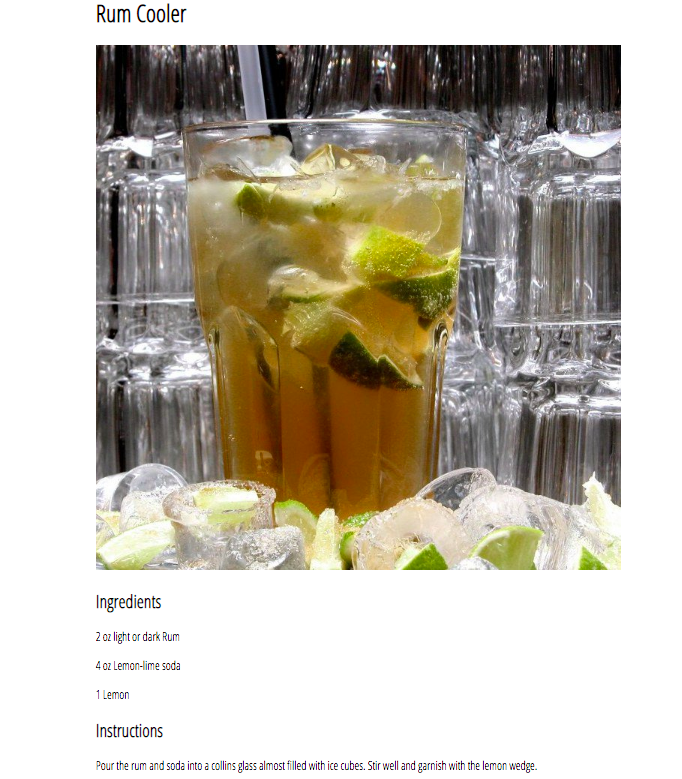 Rum Cooler
Ingredients
2 oz light or dark Rum
4 oz Lemon-lime soda
1 Lemon
Instructions
Pour the rum and soda into a collins glass almost filled with ice cubes. Stir well and garnish with the lemon wedge.